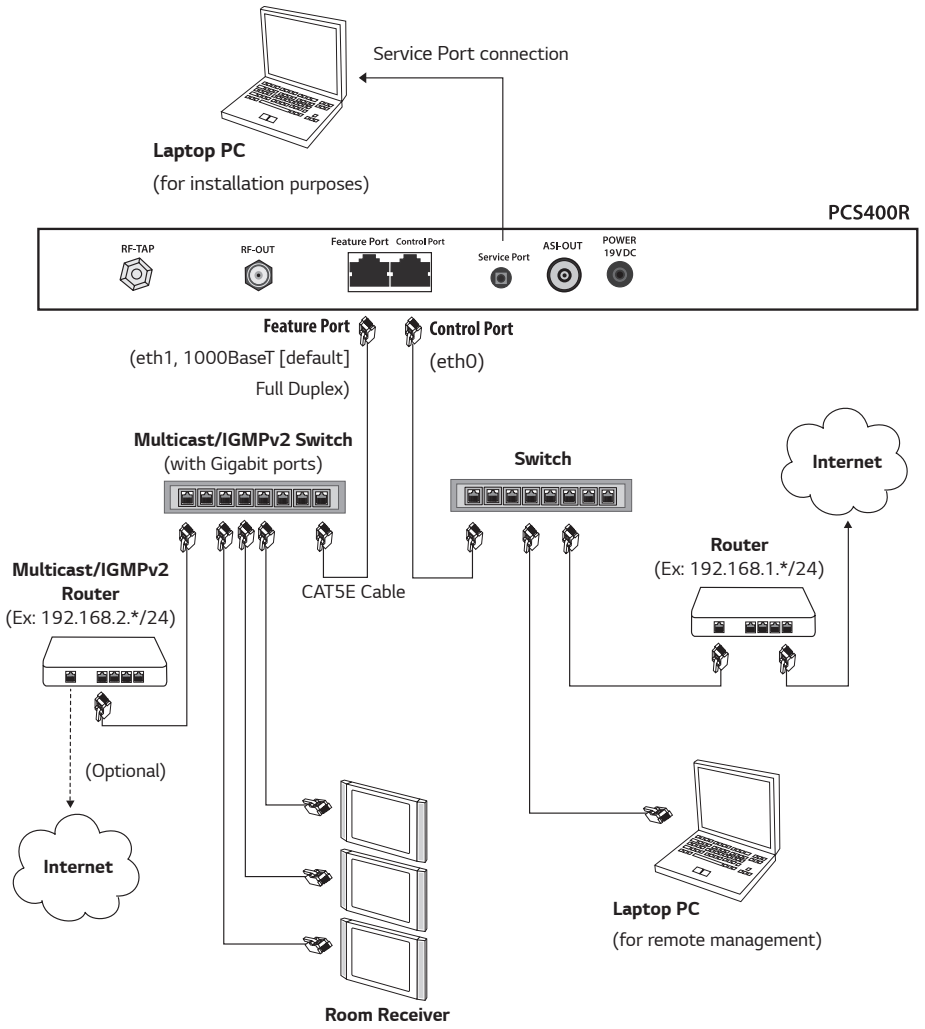 Service Port connection
Laptop PC
(for installation purposes)
PCS400R
RF-TAP
RF-OUT
Feature Port
Control Port
Service Port
ASI-OUT
POWER
19V DC
Feature Port
(eth1, 1000BaseT [default]
Full Duplex)
Control Port
(eth0)
Multicast/IGMPv2 Switch
(with Gigabit ports)
Switch
Internet
Router
(Ex: 192.168.1.*/24)
Multicast/IGMPv2
Router
(Ex: 192.168.2.*/24)
CAT5E Cable
(Optional)
Internet
Laptop PC
(for remote management)
Room Receiver